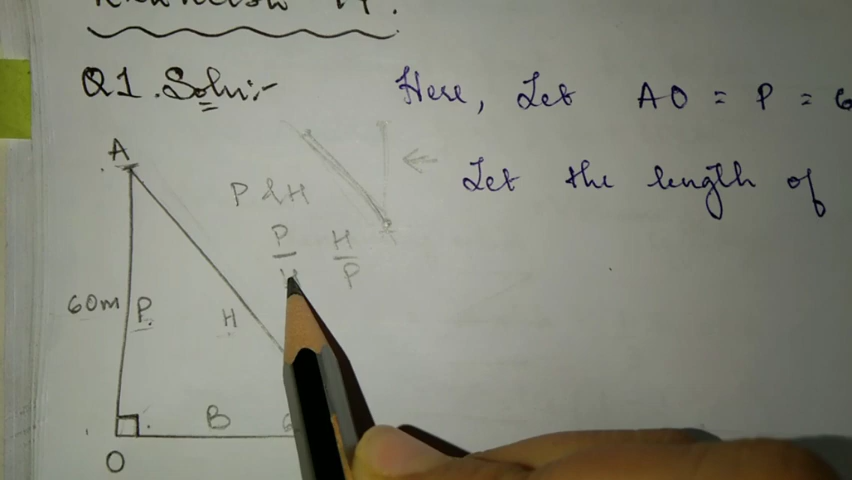 Q1. Soln:-
Here, Let AO = P = 6
Let the length of
A
P & H
P H
H P
60m P
H
B
O